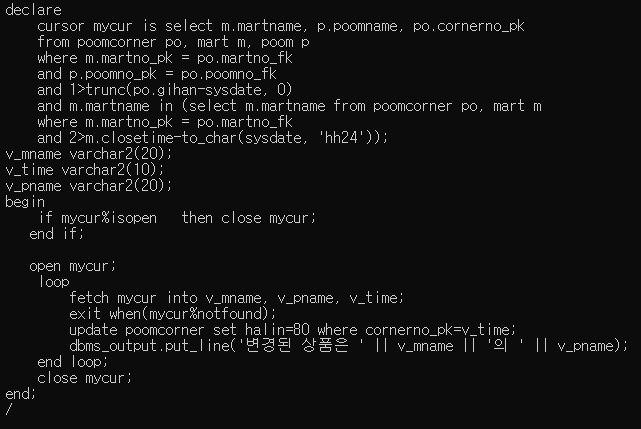 declare
    cursor mycur is select m.martname, p.poomname, po.cornerno_pk
    from poomcorner po, mart m, poom p
    where m.martno_pk = po.martno_fk
    and p.poomno_pk = po.poomno_fk
    and 1>trunc(po.gihan-sysdate, 0)
    and m.martname in (select m.martname from poomcorner po, mart m
    where m.martno_pk = po.martno_fk
    and 2>m.closetime-to_char(sysdate, 'hh24'));
v_mname varchar2(20);
v_time varchar2(10);
v_pname varchar2(20);
begin
    if mycur%isopen   then close mycur;
   end if;

   open mycur;
    loop
        fetch mycur into v_mname, v_pname, v_time;
        exit when(mycur%notfound);
        update poomcorner set halin=80 where cornerno_pk=v_time;
        dbms_output.put_line('변경된 상품은 ' || v_mname || '의 ' || v_pname);
    end loop;
    close mycur;
end;
/